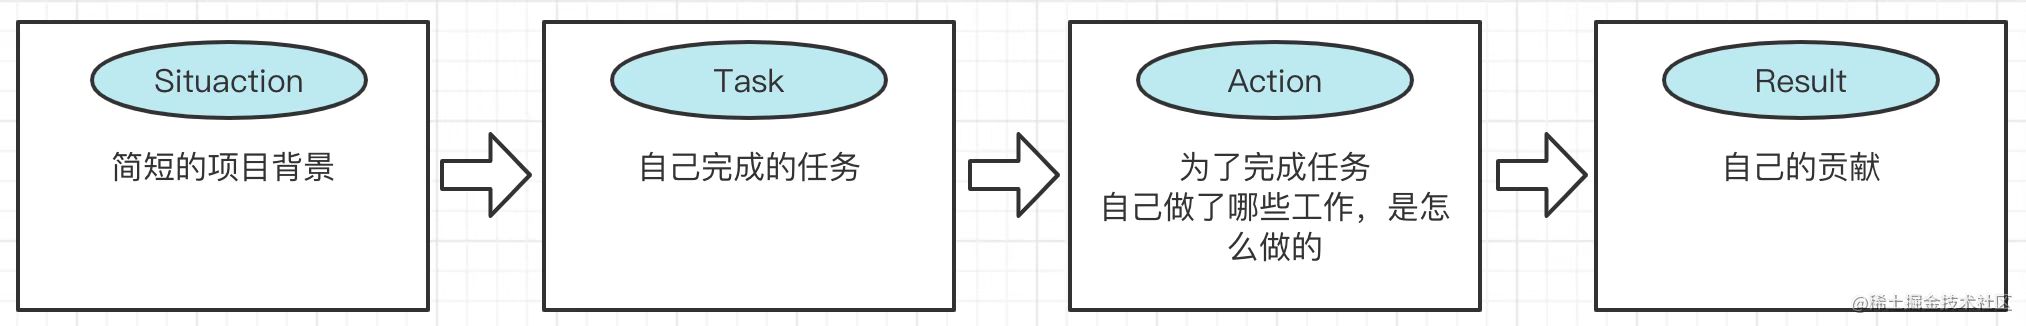 Situaction
简短的项目背景
Task
自己完成的任务
Action
为了完成任务
自己做了哪些工作，是怎
么做的
Result
自己的贡献
@稀土掘金技术社区